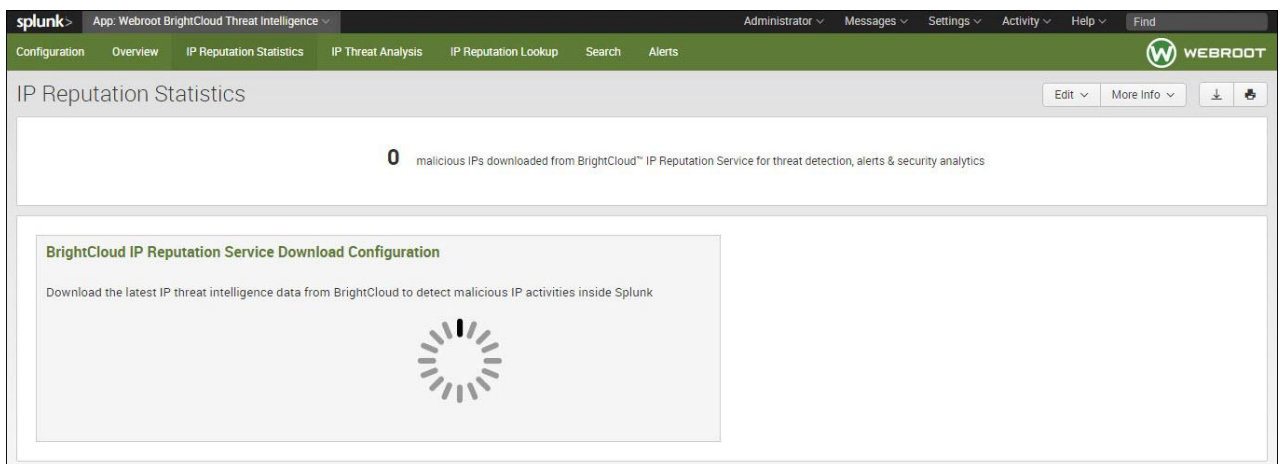 splunk> App: Webroot BrightCloud Threat Intelligence Administrator Messages Settings Activity Help Find
Configuration Overview IP Reputation Statistics IP Threat Analysis IP Reputation Lookup Search Alerts W WEBROOT
IP Reputation Statistics Edit More Info
0 malicious IPs downloaded from BrightCloud™ IP Reputation Service for threat detection, alerts & security analytics
BrightCloud IP Reputation Service Download Configuration
Download the latest IP threat intelligence data from BrightCloud to detect malicious IP activities inside Splunk